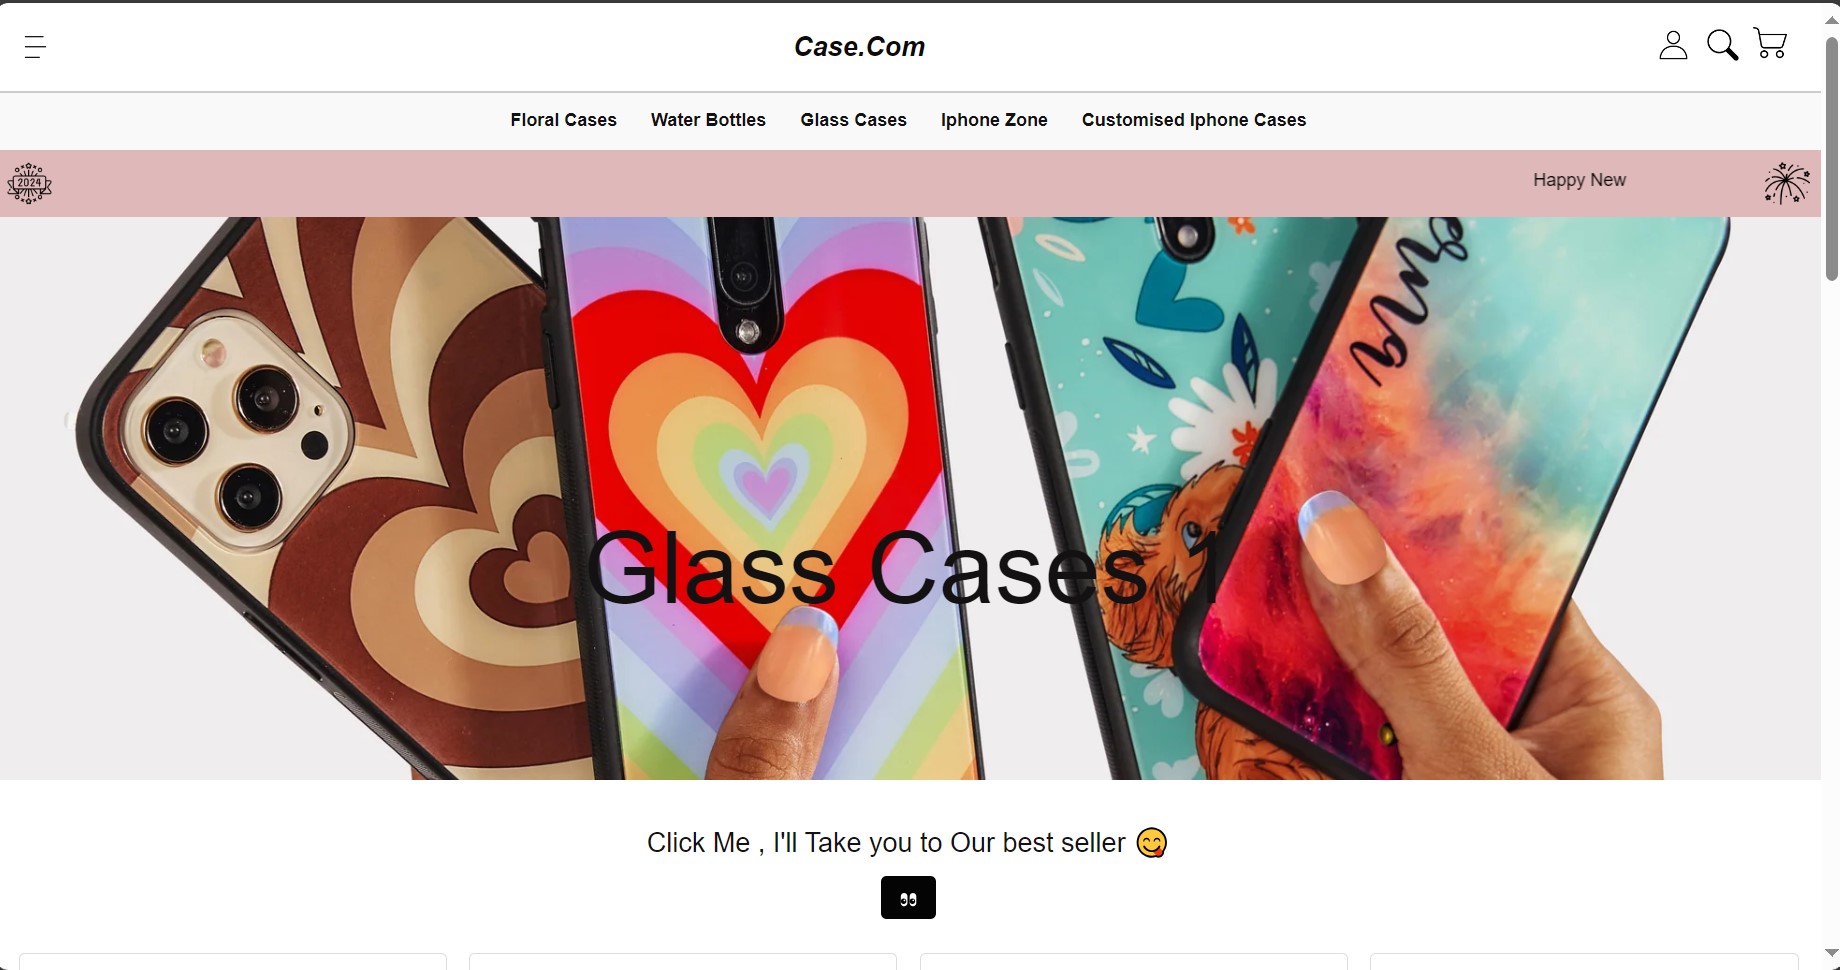 Case.Com
Floral Cases Water Bottles Glass Cases Iphone Zone Customised Iphone Cases
2024
Happy New
Glass Cases 1
Click Me , I'll Take you to Our best seller 😋